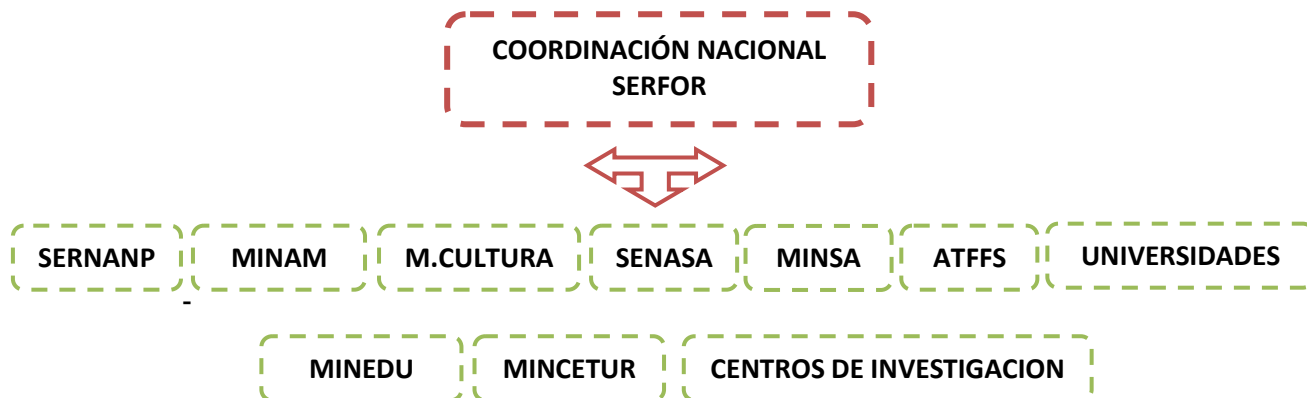 COORDINACIÓN NACIONAL
SERFOR
SERNANP MINAM M.CULTURA SENASA MINSA ATFFS UNIVERSIDADES
-
MINEDU MINCETUR CENTROS DE INVESTIGACION